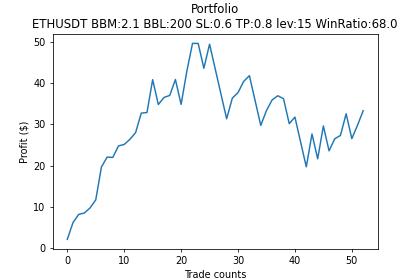 Portfolio
ETHUSDT BBM:2.1 BBL:200 SL:0.6 TP:0.8 lev:15 WinRatio:68.0
50
40
30
20
10
0
Profit ($)
0 10 20 30 40 50
Trade counts